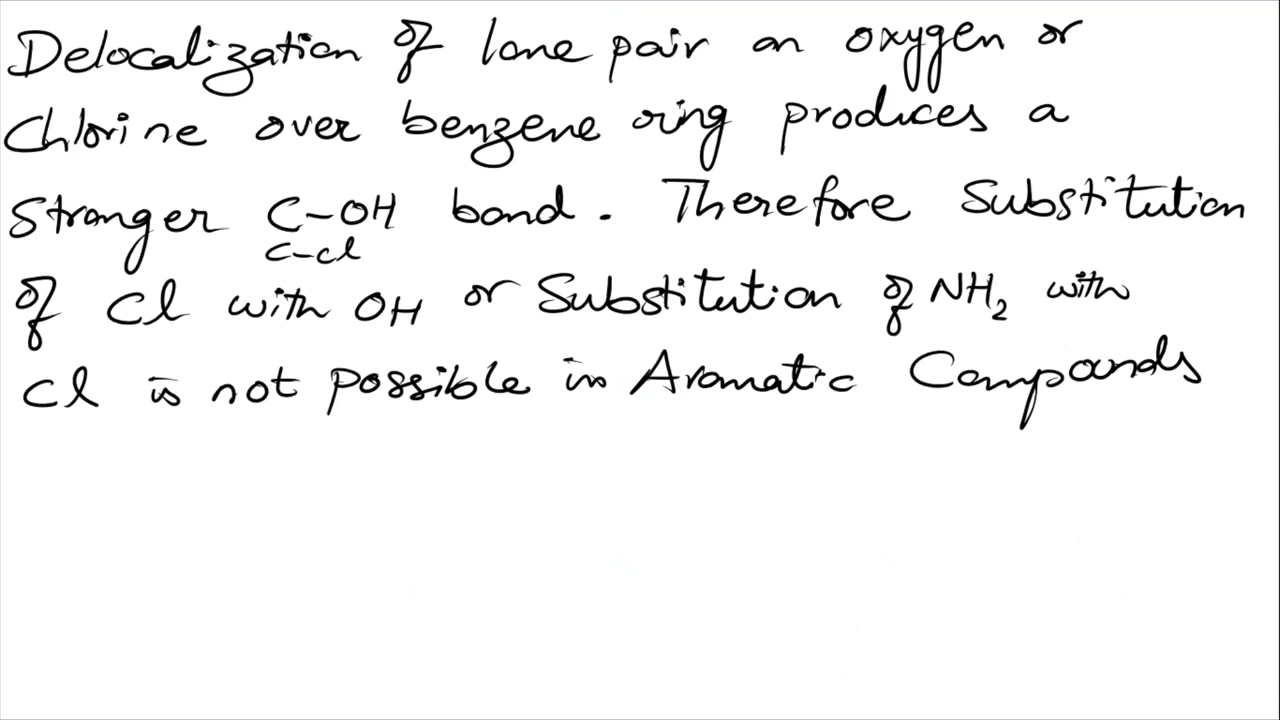 Delocalization of lone pair on oxygen or
Chlorine over benzene ring produces a
Stronger C-OH bond. Therefore Substitution
C-Cl
of Cl with OH or Substitution of NH₂ with
Cl is not possible in Aromatic Compounds